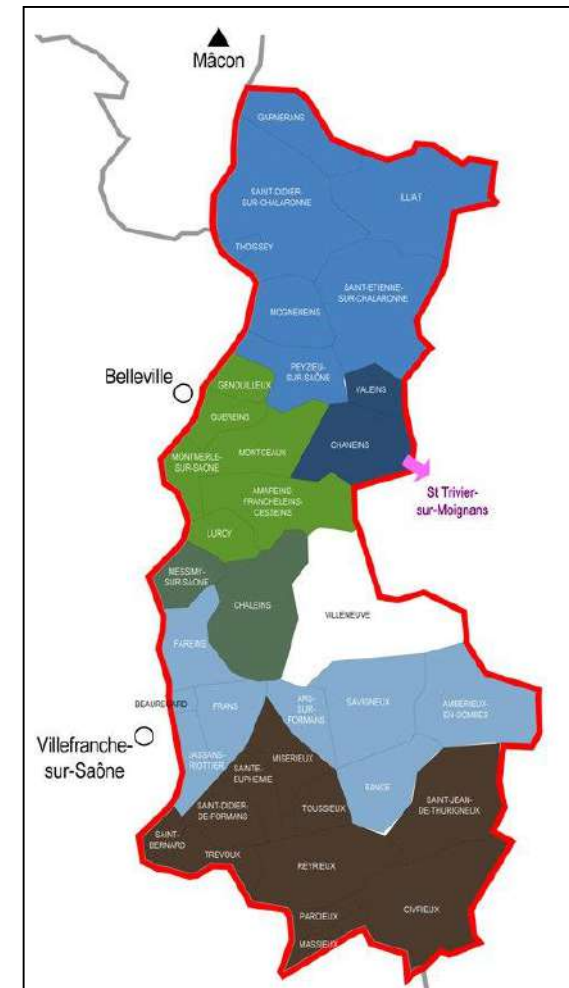 Mâcon
GARNERANS
SAINT-DIDIER
SUR-CHALARONNE
ILLIAT
THOISSEY
SAINT-ETIENNE
SUR-CHALARONNE
MOGNENEINS
PEYZIEU
SUR-SAÔNE
VALEINS
Belleville
GENOUILLEUX
GUEREINS
CHANEINS
MONTCEAUX
MONTMERLE
SUR-SAÔNE
St Trivier-
sur-Moignans
AMAREINS
FRANCHELEINS
CESSEINS
LURCY
MESSIMY-
SUR-SAONE
CHALEINS
VILLENEUVE
FAREINS
BEAUREGARD
FRANS
ARS-
SUR-
FORMANS
SAVIGNEUX
AMBERIEUX-
EN-DOMBES
Villefranche-
sur-Saône
JASSANS-
RIOTTIER
MISERIEUX
SAINTE-
EUPHEMIE
RANCE
SAINT-DIDIER-
DE-FORMANS
TOUSSIEUX
SAINT-JEAN-
DE-THURIGNEUX
SAINT-
BERNARD
TREVOUX
REYRIEUX
PARCIEUX
CIVRIEUX
MASSIEUX